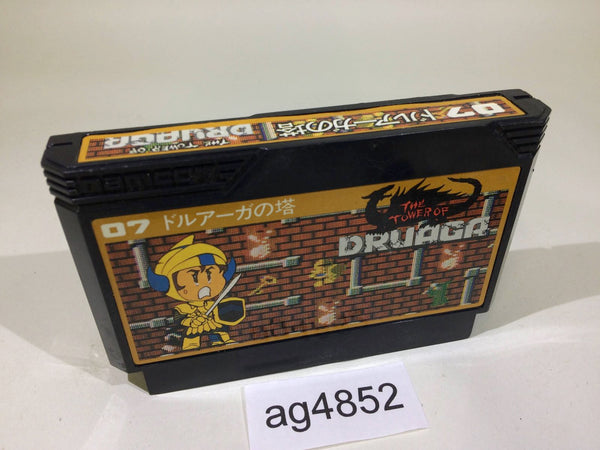 07 ドルアーガの塔
THE TOWER OF
DRUAGA
namcot
07 ドルアーガの塔
THE
TOWER OF
DRUAGA
ag4852